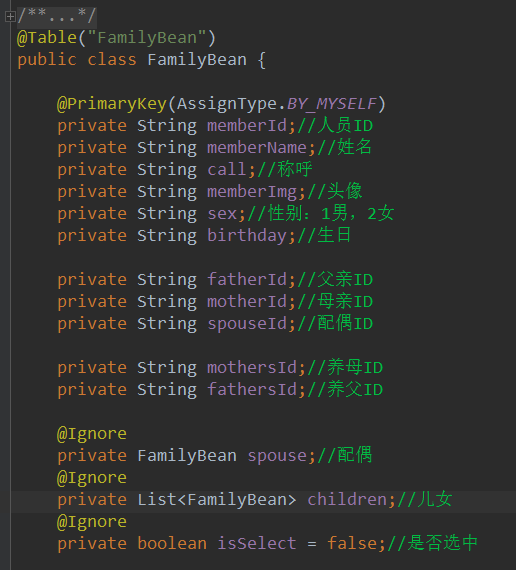 /**...*/
@Table("FamilyBean")
public class FamilyBean {
@PrimaryKey(AssignType.BY_MYSELF)
private String memberId;//人员ID
private String memberName;//姓名
private String call;//称呼
private String memberImg;//头像
private String sex;//性别：1男，2女
private String birthday;//生日
private String fatherId;//父亲ID
private String motherId;//母亲ID
private String spouseId;//配偶ID
private String mothersId;//养母ID
private String fathersId;//养父ID
@Ignore
private FamilyBean spouse;//配偶
@Ignore
private List<FamilyBean> children;//儿女
@Ignore
private boolean isSelect = false;//是否选中